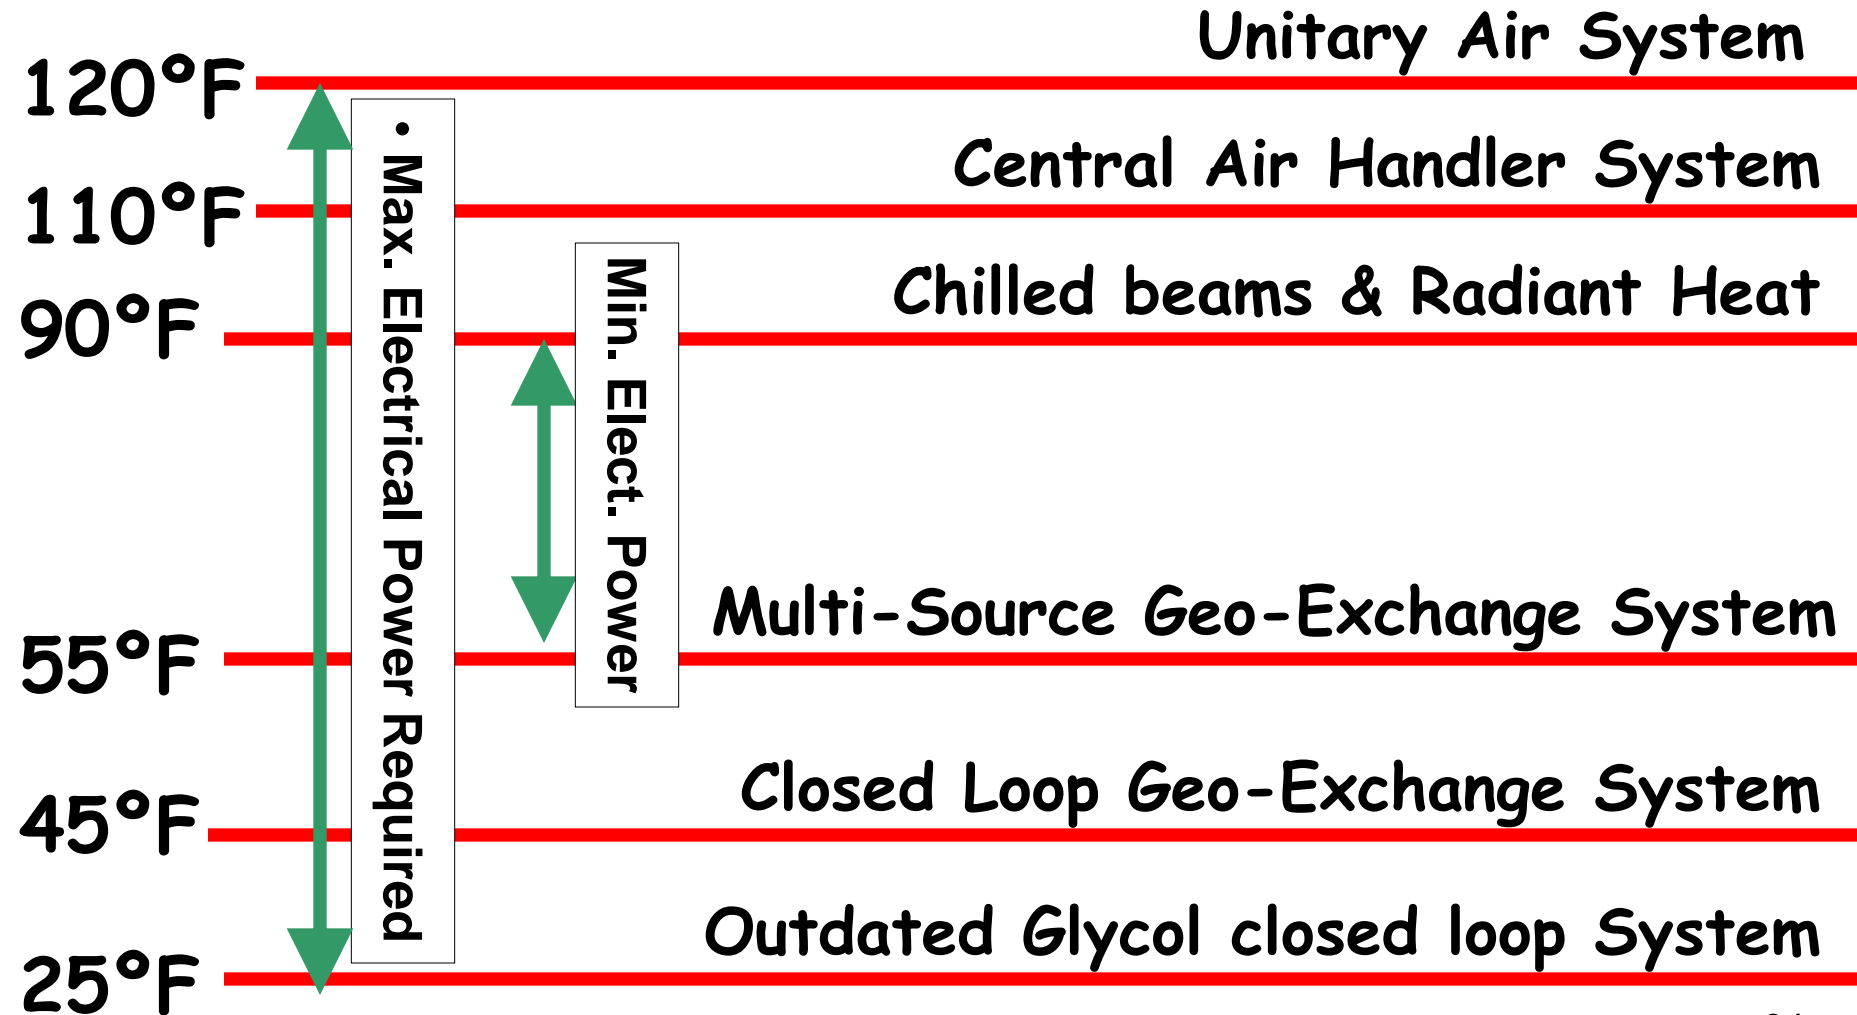 Unitary Air System
120°F
Central Air Handler System
110°F
Chilled beams & Radiant Heat
90°F
• Max. Electrical Power Required
Min. Elect. Power
Multi-Source Geo-Exchange System
55°F
Closed Loop Geo-Exchange System
45°F
Outdated Glycol closed loop System
25°F